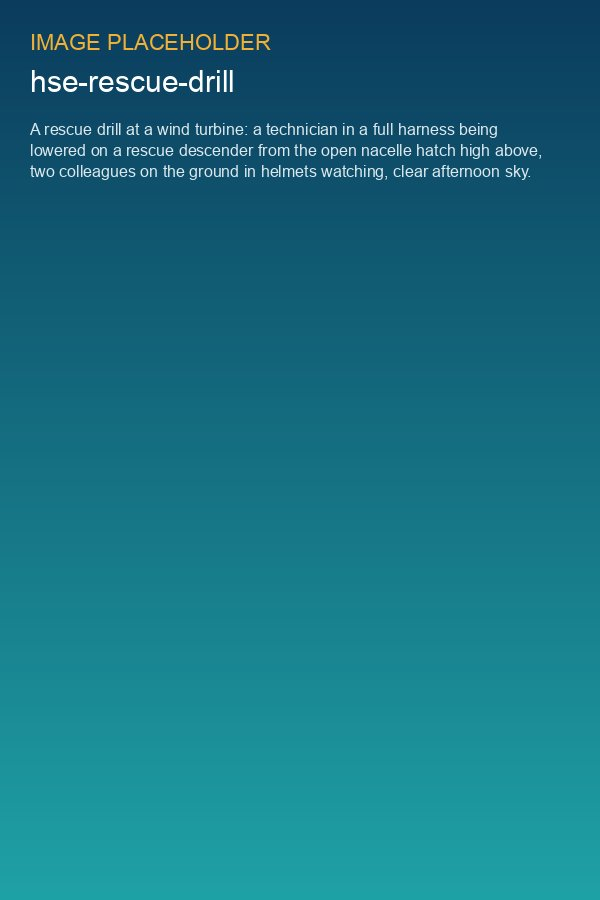 IMAGE PLACEHOLDER
hse-rescue-drill
A rescue drill at a wind turbine: a technician in a full harness being
lowered on a rescue descender from the open nacelle hatch high above,
two colleagues on the ground in helmets watching, clear afternoon sky.